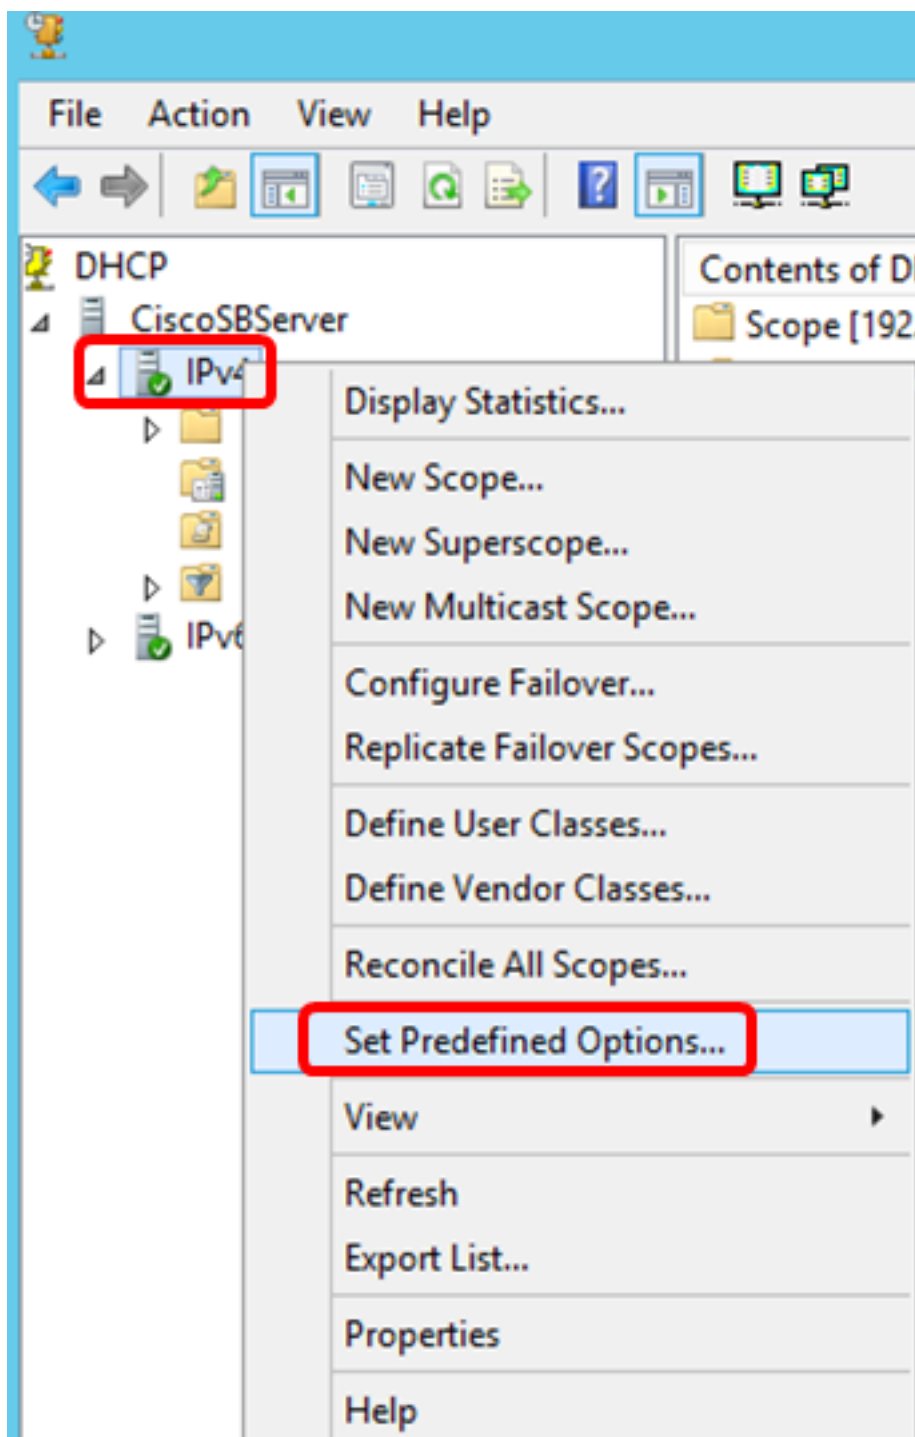 File Action View Help
DHCP
Contents of
CiscoSBServer
Scope
IPv4
Display Statistics...
New Scope...
New Superscope...
New Multicast Scope...
IPv6
Configure Failover...
Replicate Failover Scopes...
Define User Classes...
Define Vendor Classes...
Reconcile All Scopes...
Set Predefined Options...
View
Refresh
Export List...
Properties
Help